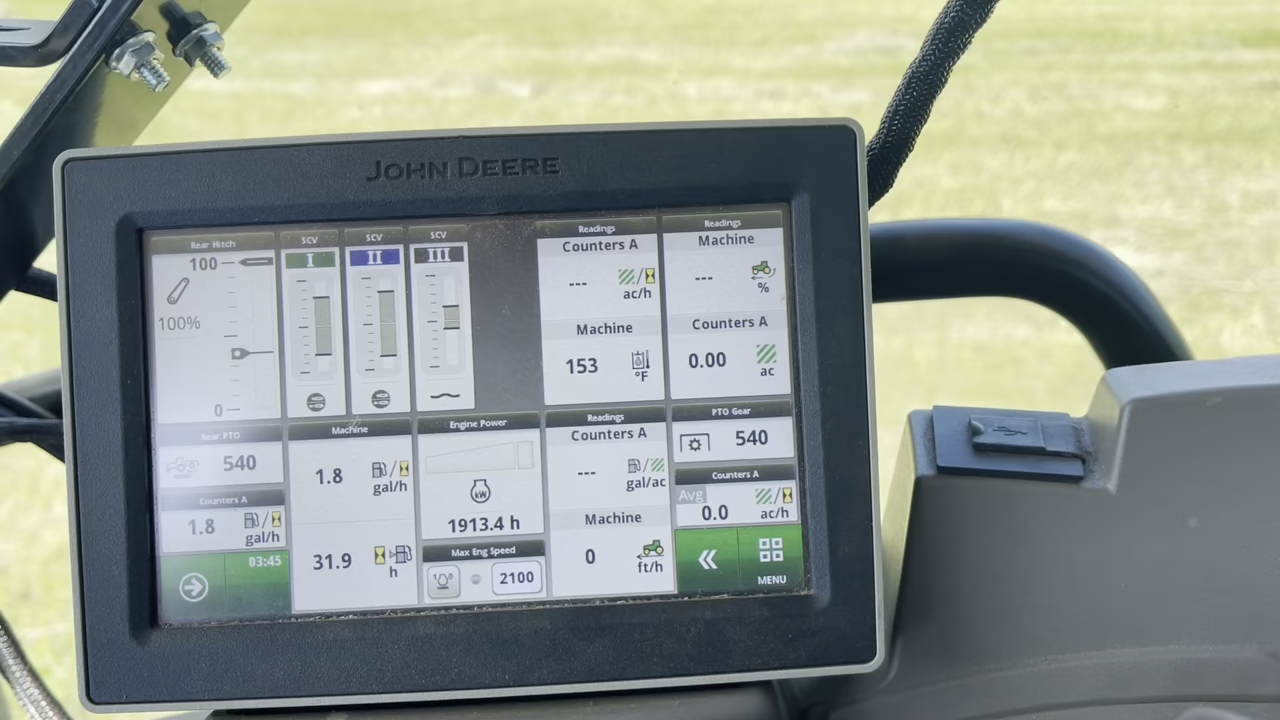 JOHN DEERE
Rear Hitch
100
100%
0
SCV
I
SCV
II
SCV
III
Readings
Counters A
---
ac/h
Machine
153
°F
Readings
Machine
---
%
Counters A
0.00
ac
Rear PTO
540
Counters A
1.8
gal/h
03:45
Machine
1.8
gal/h
31.9
h
Engine Power
kW
1913.4 h
Max Eng Speed
2100
Readings
Counters A
---
gal/ac
Machine
0
ft/h
PTO Gear
540
Counters A
Avg
0.0
ac/h
MENU